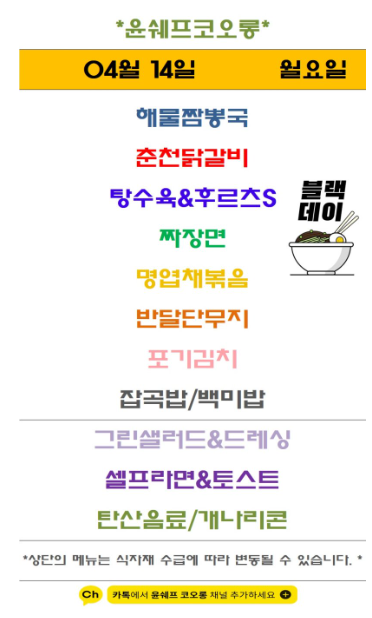 *윤쉐프코오롱*
04월 14일 월요일
해물짬뽕국
춘천닭갈비
탕수육&후르츠S
블랙
데이
짜장면
명엽채볶음
반달단무지
포기김치
잡곡밥/백미밥
그린샐러드&드레싱
셀프라면&토스트
탄산음료/개나리콘
*상단의 메뉴는 식자재 수급에 따라 변동될 수 있습니다. *
Ch 카톡에서 윤쉐프 코오롱 채널 추가하세요